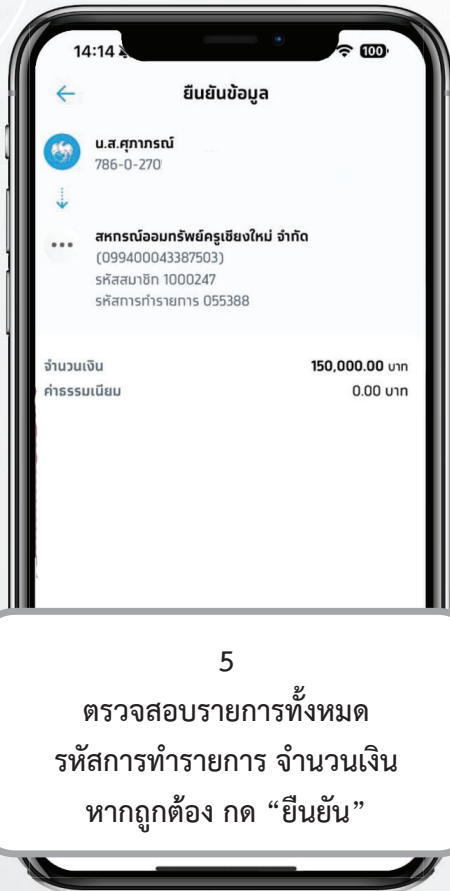 14:14
100
ยืนยันข้อมูล
น.ส.ศุภาภรณ์
786-0-270
สหกรณ์ออมทรัพย์ครูเชียงใหม่ จำกัด
(099400043387503)
รหัสสมาชิก 1000247
รหัสการทำรายการ 055388
จำนวนเงิน 150,000.00 บาท
ค่าธรรมเนียม 0.00 บาท
5
ตรวจสอบรายการทั้งหมด
รหัสการทำรายการ จำนวนเงิน
หากถูกต้อง กด “ยืนยัน”